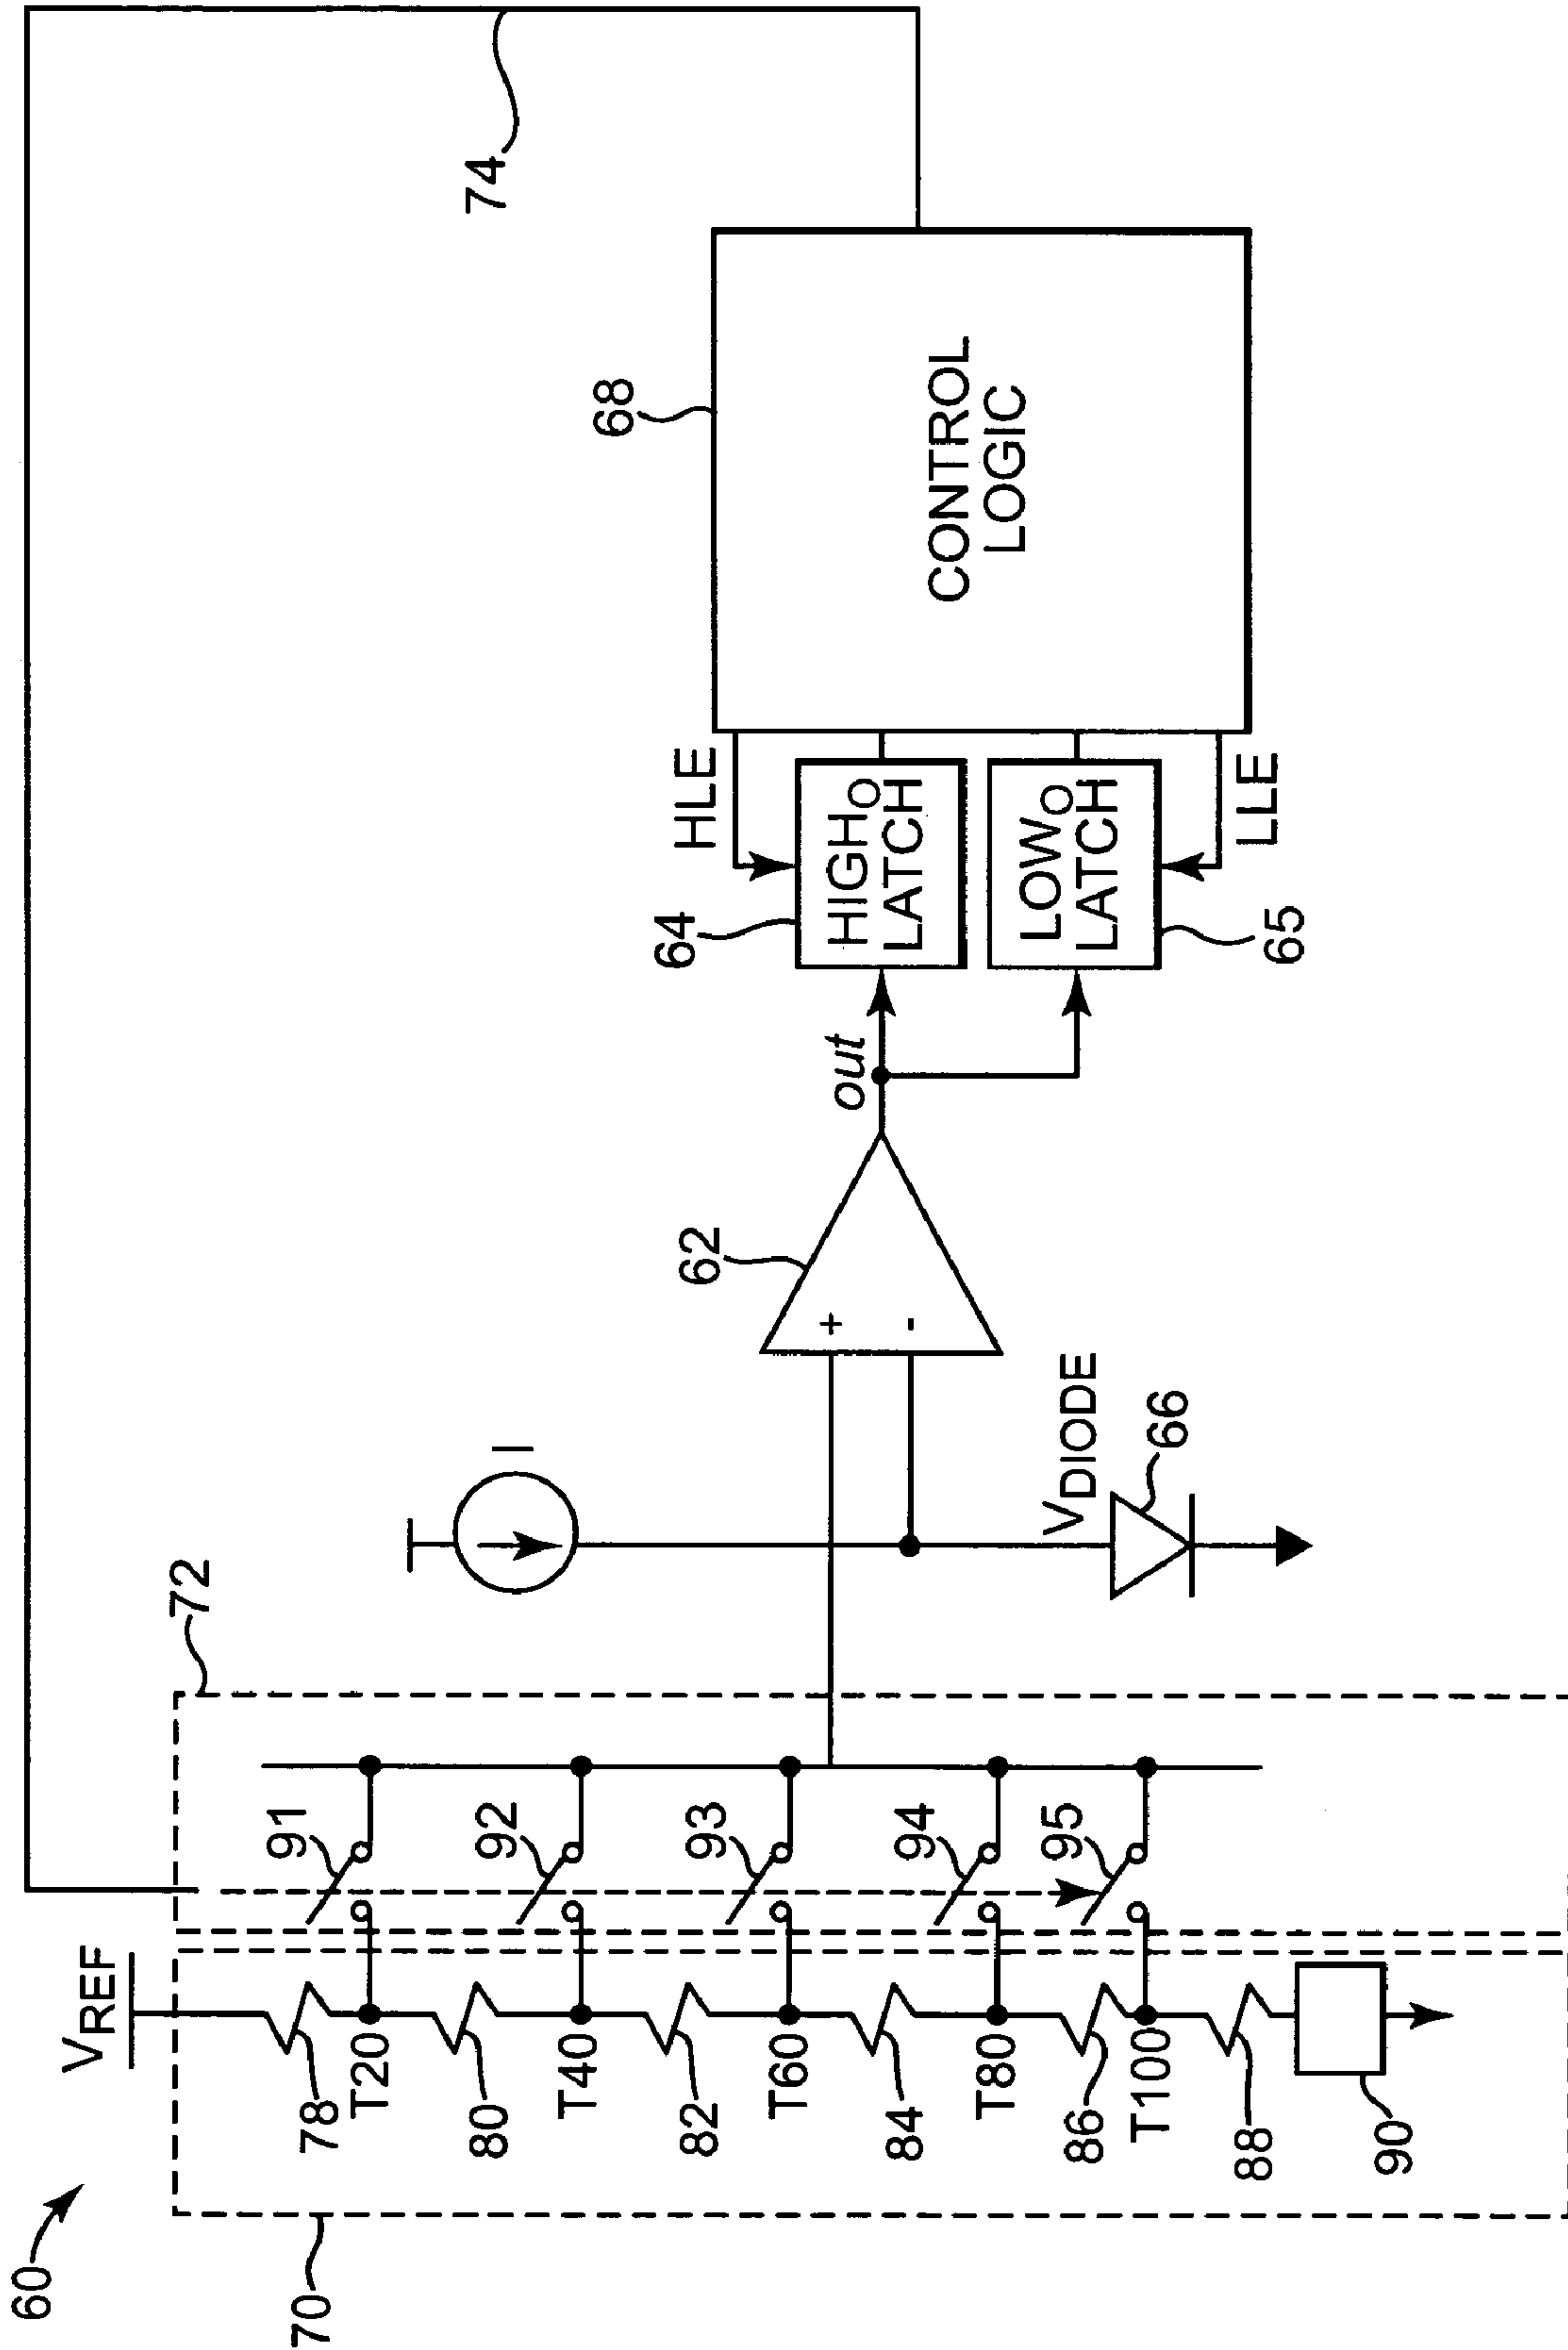 60
70
72
74
V_REF
78
T20
80
T40
82
T60
84
T80
86
T100
88
90
91
92
93
94
95
I
V_DIODE
66
62
+
-
out
64
HIGH_O
LATCH
HLE
LOW_O
LATCH
LLE
65
68
CONTROL
LOGIC